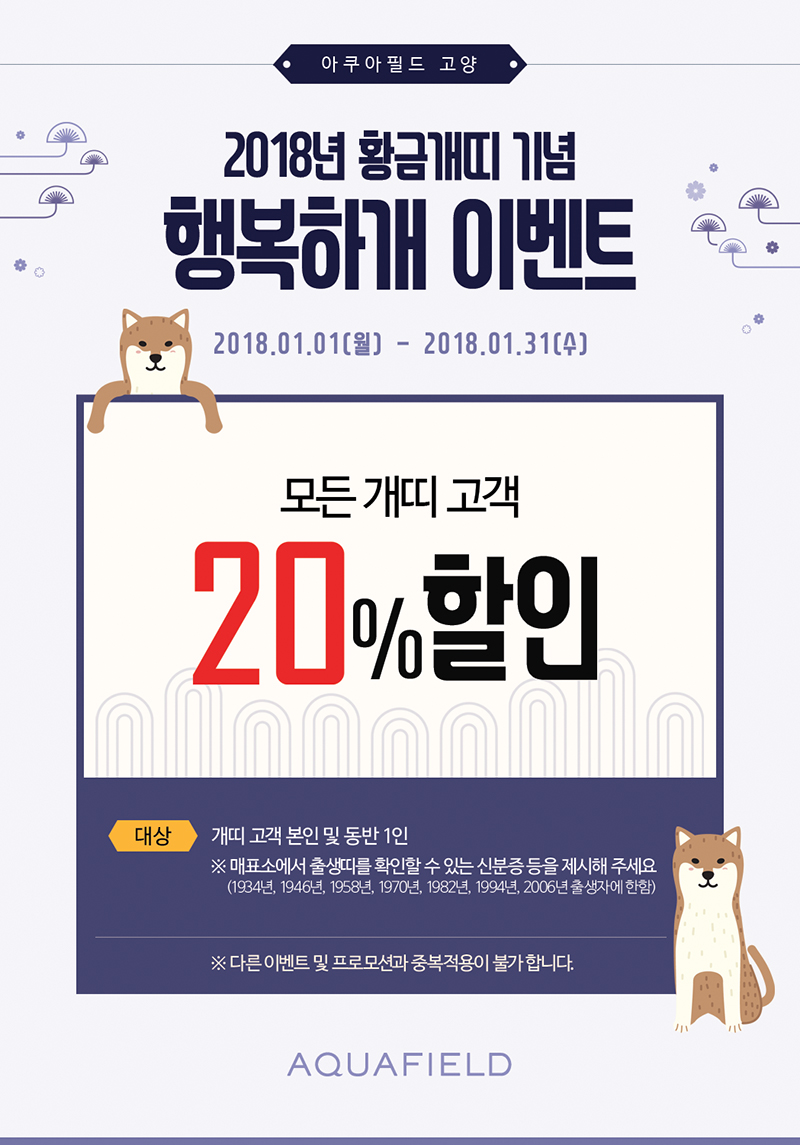 아쿠아필드 고양
2018년 황금개띠 기념
행복하개 이벤트
2018.01.01(월) - 2018.01.31(수)
모든 개띠 고객
20%할인
대상 개띠 고객 본인 및 동반 1인
※ 매표소에서 출생띠를 확인할 수 있는 신분증 등을 제시해 주세요
(1934년, 1946년, 1958년, 1970년, 1982년, 1994년, 2006년 출생자에 한함)
※ 다른 이벤트 및 프로모션과 중복적용이 불가 합니다.
AQUAFIELD